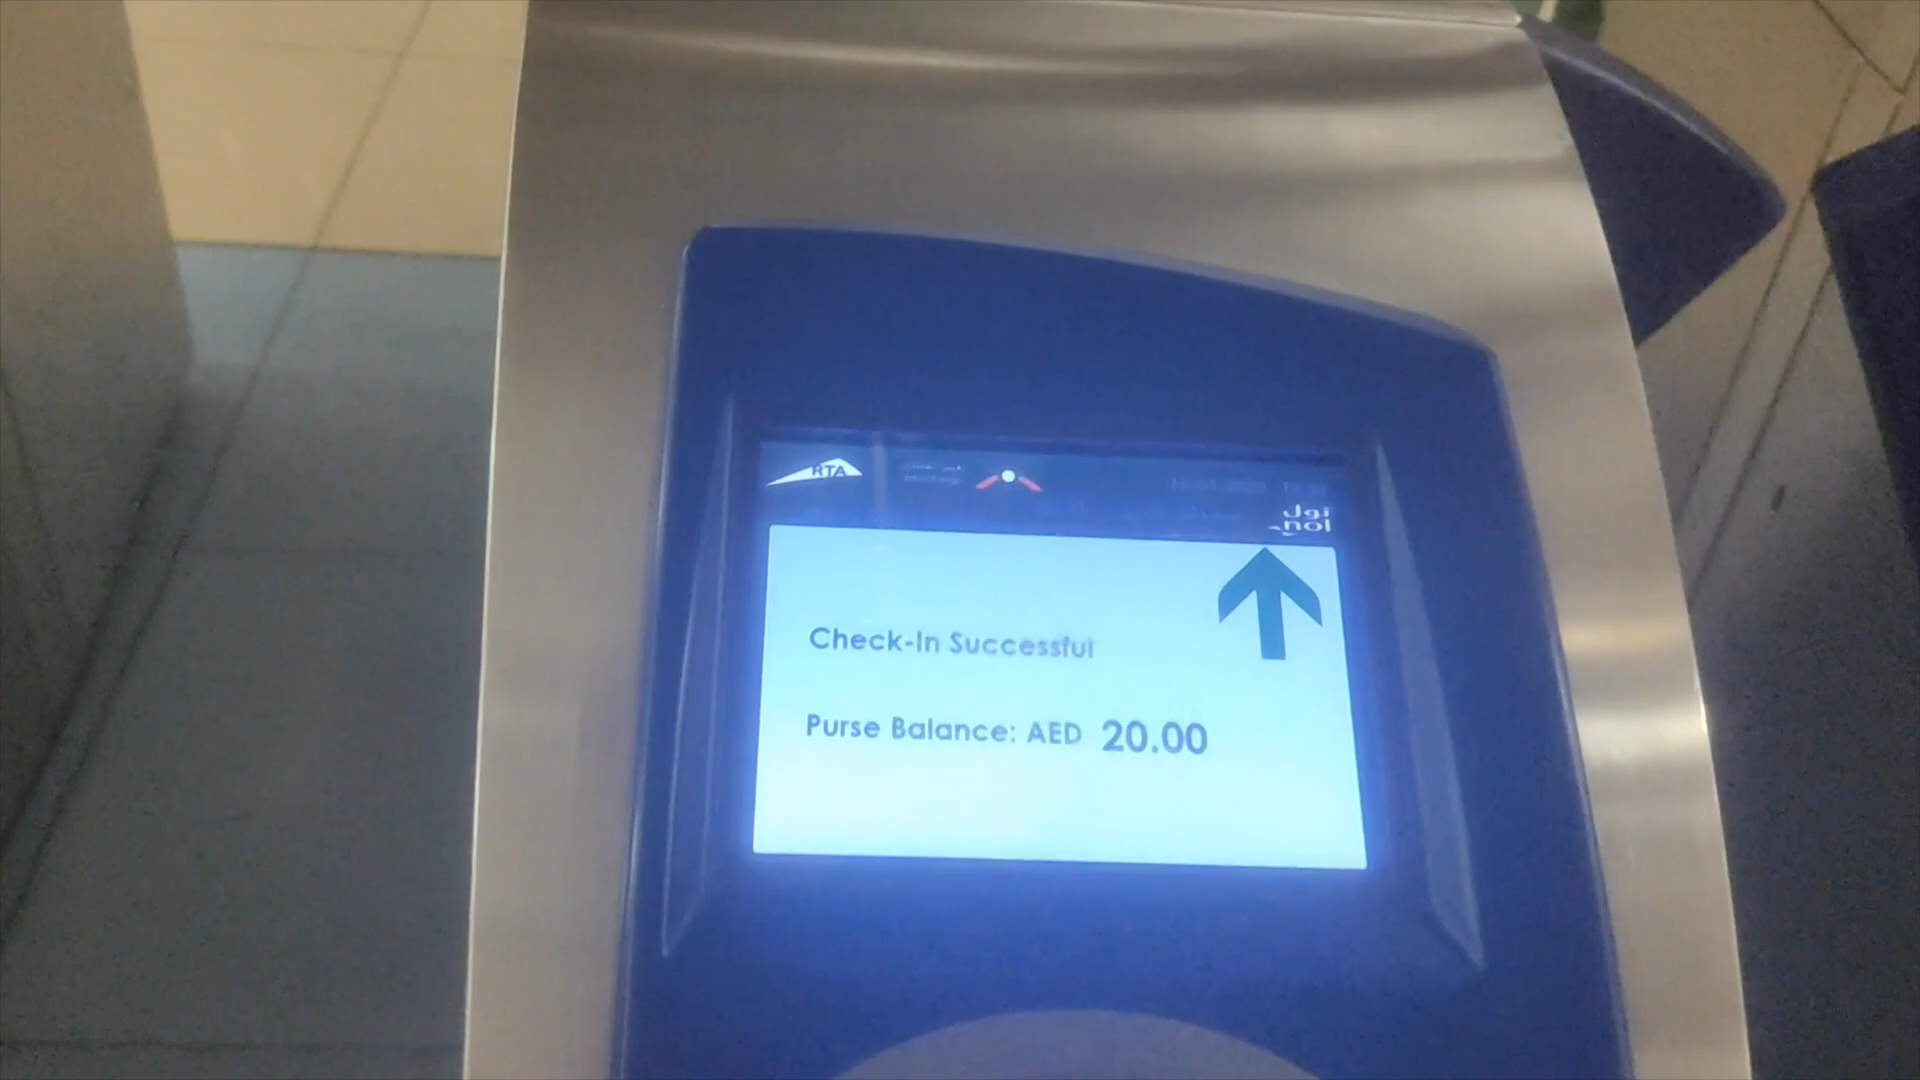 RTA
نول
nol
Check-In Successful
Purse Balance: AED 20.00